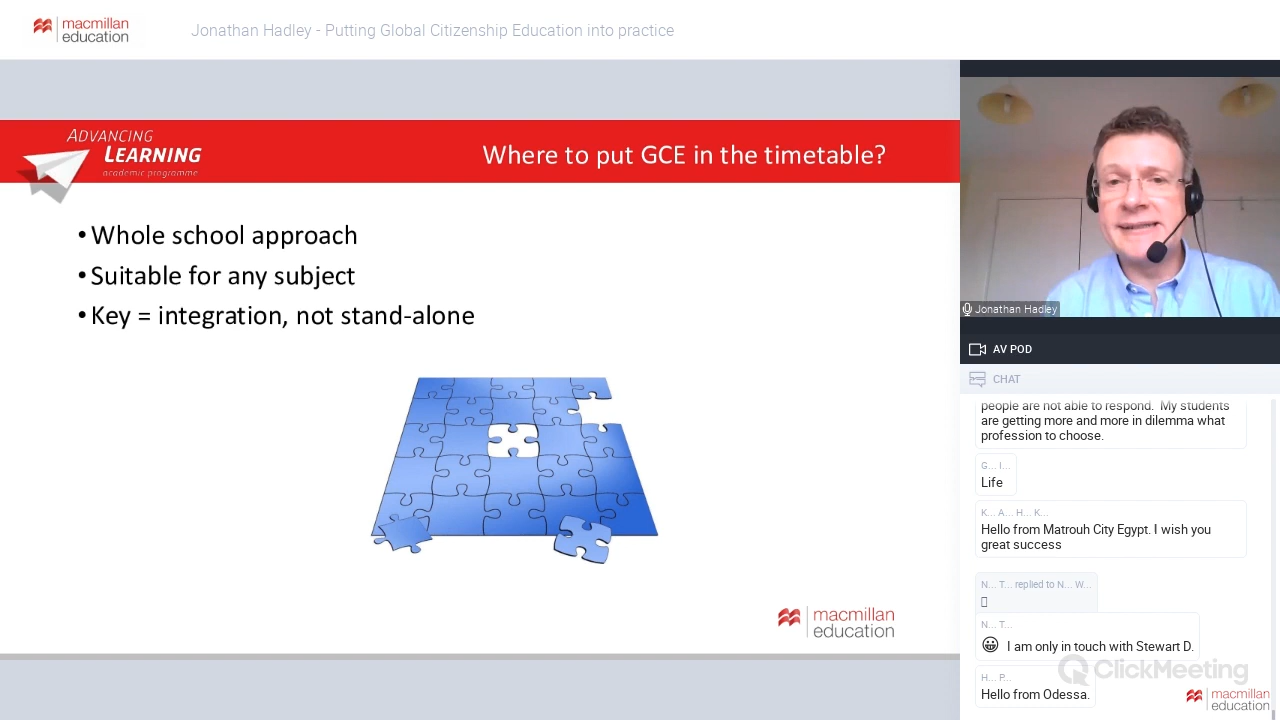 macmillan
education
Jonathan Hadley - Putting Global Citizenship Education into practice
ADVANCING
LEARNING
academic programme
Where to put GCE in the timetable?
• Whole school approach
• Suitable for any subject
• Key = integration, not stand-alone
macmillan
education
Jonathan Hadley
AV POD
CHAT
people are not able to respond. My students
are getting more and more in dilemma what
profession to choose.
G... I...
Life
K... A... H... K...
Hello from Matrouh City Egypt. I wish you
great success
N... T... replied to N... W...
N... T...
😀 I am only in touch with Stewart D.
ClickMeeting
H... P...
Hello from Odessa.
macmillan
education